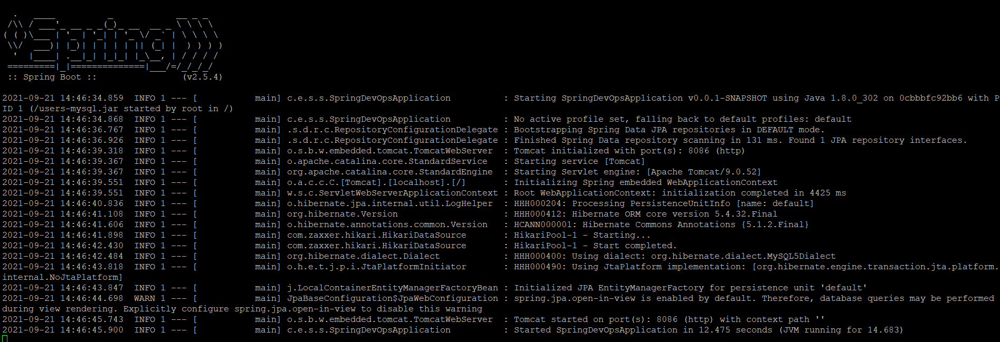 .   ____          _            __ _ _
 /\\ / ___'_ __ _ _(_)_ __  __ _ \ \ \ \
( ( )\___ | '_ | '_| | '_ \/ _` | \ \ \ \
 \\/  ___)| |_)| | | | | || (_| |  ) ) ) )
  '  |____| .__|_| |_|_| |_\__, | / / / /
 =========|_|==============|___/=/_/_/_/
 :: Spring Boot ::                (v2.5.4)
2021-09-21 14:46:34.859  INFO 1 --- [           main] c.e.s.s.SpringDevOpsApplication          : Starting SpringDevOpsApplication v0.0.1-SNAPSHOT using Java 1.8.0_302 on 0cbbbfc92bb6 with P
ID 1 (/users-mysql.jar started by root in /)
2021-09-21 14:46:34.868  INFO 1 --- [           main] c.e.s.s.SpringDevOpsApplication          : No active profile set, falling back to default profiles: default
2021-09-21 14:46:36.767  INFO 1 --- [           main] .s.d.r.c.RepositoryConfigurationDelegate : Bootstrapping Spring Data JPA repositories in DEFAULT mode.
2021-09-21 14:46:36.926  INFO 1 --- [           main] .s.d.r.c.RepositoryConfigurationDelegate : Finished Spring Data repository scanning in 131 ms. Found 1 JPA repository interfaces.
2021-09-21 14:46:39.318  INFO 1 --- [           main] o.s.b.w.embedded.tomcat.TomcatWebServer  : Tomcat initialized with port(s): 8086 (http)
2021-09-21 14:46:39.367  INFO 1 --- [           main] o.apache.catalina.core.StandardService   : Starting service [Tomcat]
2021-09-21 14:46:39.367  INFO 1 --- [           main] org.apache.catalina.core.StandardEngine  : Starting Servlet engine: [Apache Tomcat/9.0.52]
2021-09-21 14:46:39.551  INFO 1 --- [           main] o.a.c.c.C.[Tomcat].[localhost].[/]       : Initializing Spring embedded WebApplicationContext
2021-09-21 14:46:39.551  INFO 1 --- [           main] w.s.c.ServletWebServerApplicationContext : Root WebApplicationContext: initialization completed in 4425 ms
2021-09-21 14:46:40.836  INFO 1 --- [           main] o.hibernate.jpa.internal.util.LogHelper  : HHH000204: Processing PersistenceUnitInfo [name: default]
2021-09-21 14:46:41.108  INFO 1 --- [           main] org.hibernate.Version                    : HHH000412: Hibernate ORM core version 5.4.32.Final
2021-09-21 14:46:41.606  INFO 1 --- [           main] o.hibernate.annotations.common.Version   : HCANN000001: Hibernate Commons Annotations {5.1.2.Final}
2021-09-21 14:46:41.898  INFO 1 --- [           main] com.zaxxer.hikari.HikariDataSource       : HikariPool-1 - Starting...
2021-09-21 14:46:42.430  INFO 1 --- [           main] com.zaxxer.hikari.HikariDataSource       : HikariPool-1 - Start completed.
2021-09-21 14:46:42.484  INFO 1 --- [           main] org.hibernate.dialect.Dialect            : HHH000400: Using dialect: org.hibernate.dialect.MySQL5Dialect
2021-09-21 14:46:43.818  INFO 1 --- [           main] o.h.e.t.j.p.i.JtaPlatformInitiator       : HHH000490: Using JtaPlatform implementation: [org.hibernate.engine.transaction.jta.platform.
internal.NoJtaPlatform]
2021-09-21 14:46:43.847  INFO 1 --- [           main] j.LocalContainerEntityManagerFactoryBean : Initialized JPA EntityManagerFactory for persistence unit 'default'
2021-09-21 14:46:44.698  WARN 1 --- [           main] JpaBaseConfiguration$JpaWebConfiguration : spring.jpa.open-in-view is enabled by default. Therefore, database queries may be performed
during view rendering. Explicitly configure spring.jpa.open-in-view to disable this warning
2021-09-21 14:46:45.743  INFO 1 --- [           main] o.s.b.w.embedded.tomcat.TomcatWebServer  : Tomcat started on port(s): 8086 (http) with context path ''
2021-09-21 14:46:45.900  INFO 1 --- [           main] c.e.s.s.SpringDevOpsApplication          : Started SpringDevOpsApplication in 12.475 seconds (JVM running for 14.683)